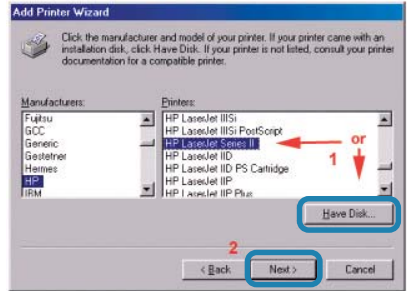 Add Printer Wizard
Click the manufacturer and model of your printer. If your printer came with an
installation disk, click Have Disk. If your printer is not listed, consult your printer
documentation for a compatible printer.
Manufacturers:
Fujitsu
GCC
Generic
Gestetner
Hermes
HP
IBM
Printers:
HP LaserJet IIISi
HP LaserJet IIISi PostScript
HP LaserJet Series II
HP LaserJet IID
HP LaserJet IID PS Cartridge
HP LaserJet IIP
HP LaserJet IIP Plus
or
1
Have Disk...
2
< Back
Next >
Cancel